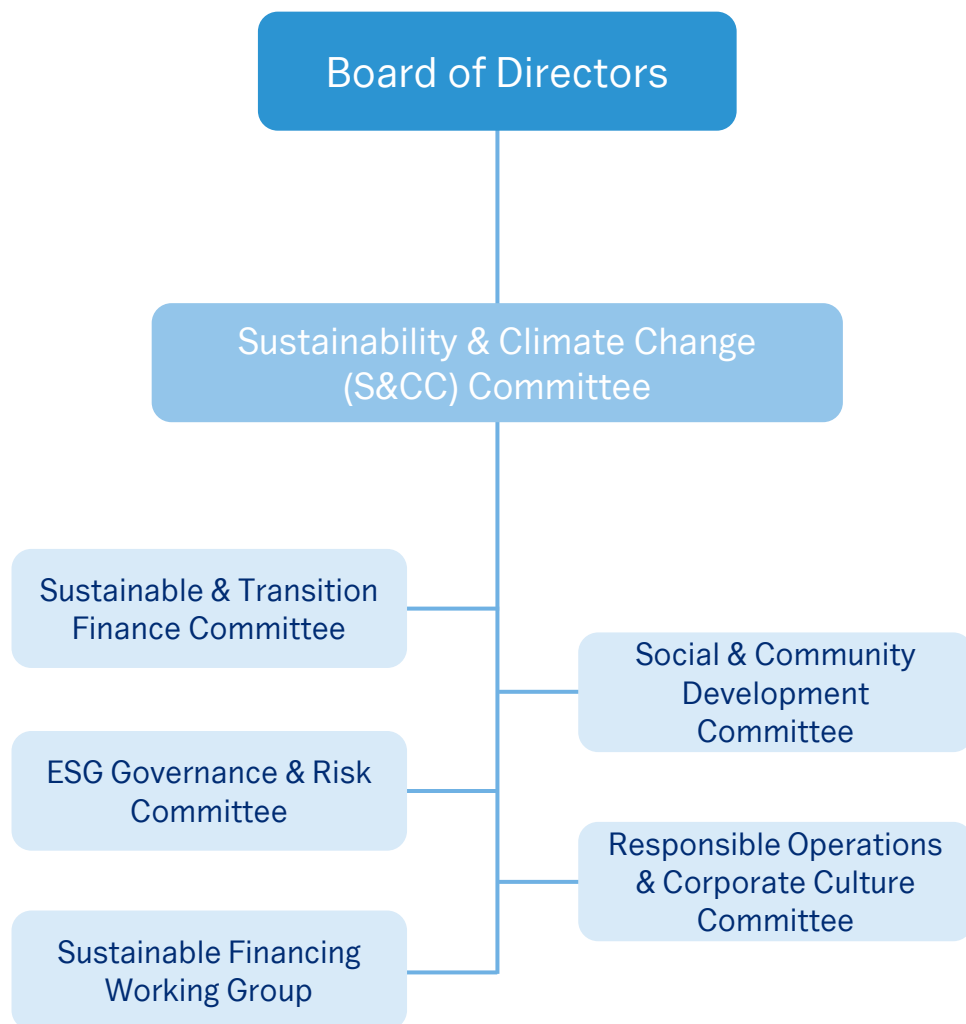 Board of Directors
Sustainability & Climate Change
(S&CC) Committee
Sustainable & Transition
Finance Committee
Social & Community
Development
Committee
ESG Governance & Risk
Committee
Responsible Operations
& Corporate Culture
Committee
Sustainable Financing
Working Group